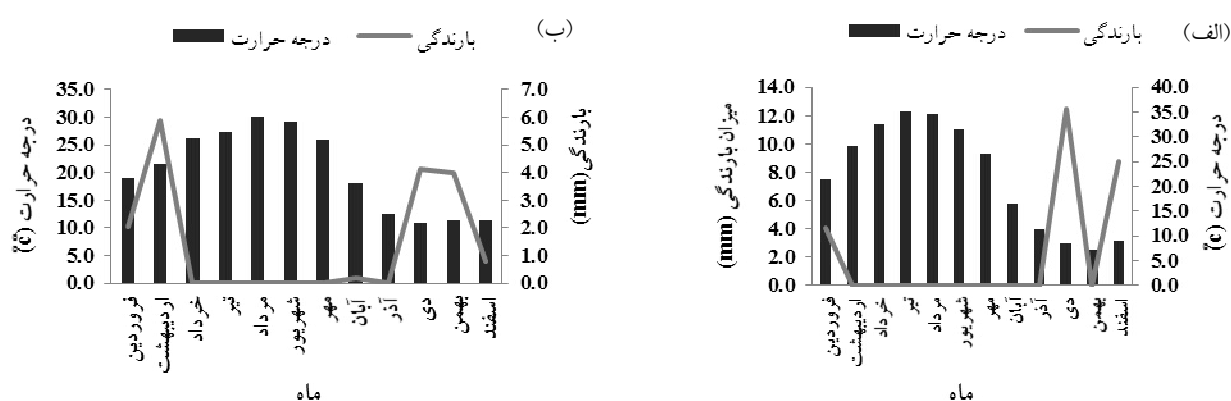 (الف)
بارندگی
درجه حرارت
میزان بارندگی (mm)
14.0
12.0
10.0
8.0
6.0
4.0
2.0
0.0
40.0
35.0
30.0
25.0
20.0
15.0
10.0
5.0
0.0
درجه حرارت (c̊)
فروردین
اردیبهشت
خرداد
تیر
مرداد
شهریور
مهر
آبان
آذر
دی
بهمن
اسفند
ماه
(ب)
بارندگی
درجه حرارت
درجه حرارت (c̊)
35.0
30.0
25.0
20.0
15.0
10.0
5.0
0.0
7.0
6.0
5.0
4.0
3.0
2.0
1.0
0.0
بارندگی (mm)
فروردین
اردیبهشت
خرداد
تیر
مرداد
شهریور
مهر
آبان
آذر
دی
بهمن
اسفند
ماه